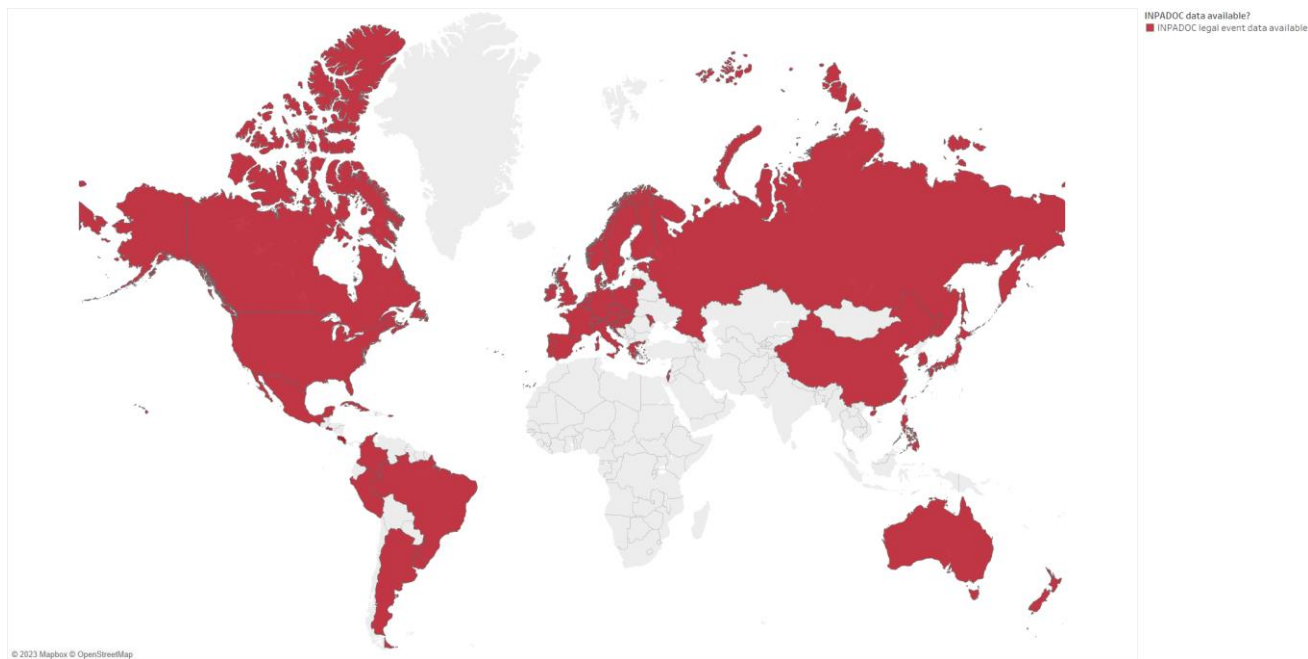 INPADOC data available?
INPADOC legal event data available
© 2023 Mapbox © OpenStreetMap